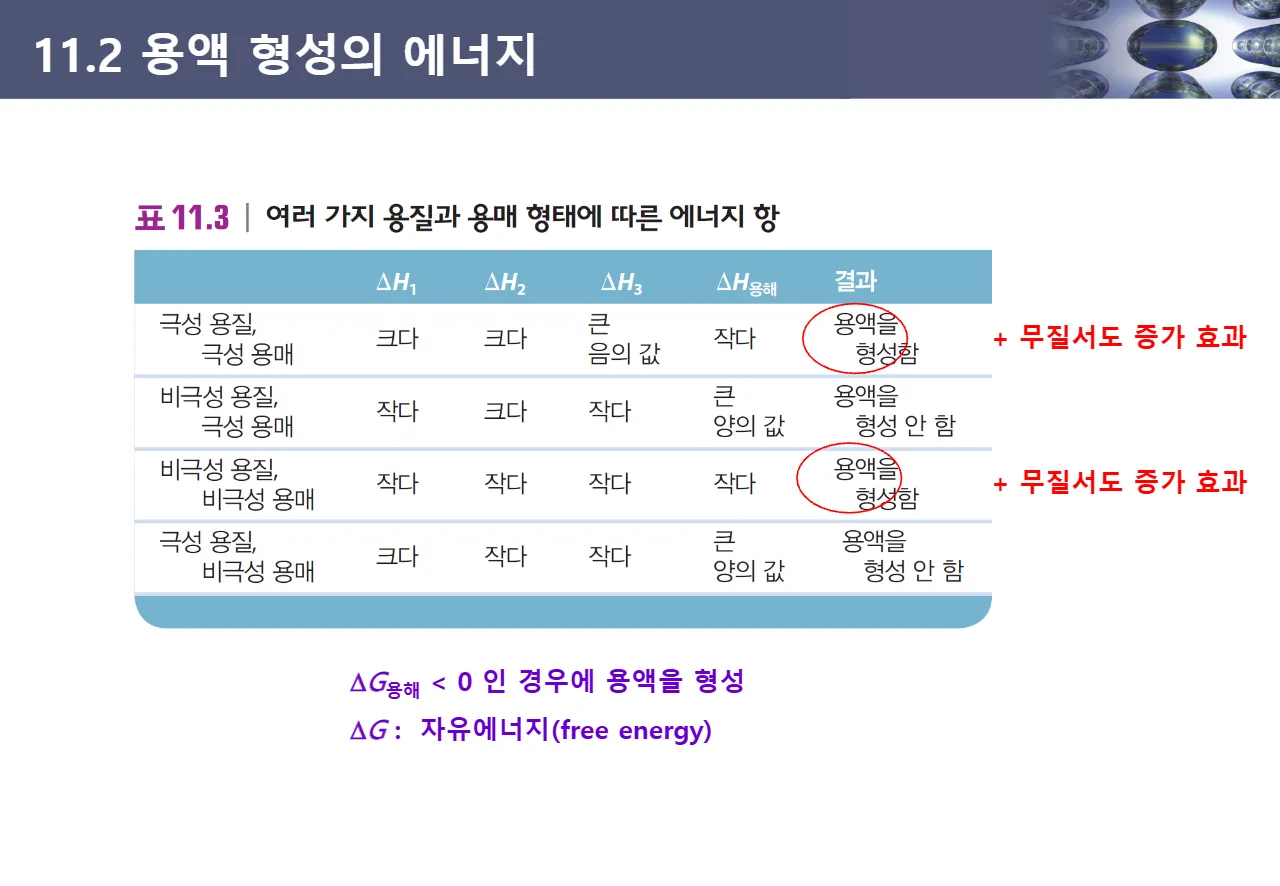 11.2 용액 형성의 에너지
표 11.3 | 여러 가지 용질과 용매 형태에 따른 에너지 항
ΔH1 ΔH2 ΔH3 ΔH용해 결과
극성 용질,
극성 용매
크다 크다
큰
음의 값
작다
용액을
형성함
+ 무질서도 증가 효과
비극성 용질,
극성 용매
작다 크다 작다
큰
양의 값
용액을
형성 안 함
비극성 용질,
비극성 용매
작다 작다 작다 작다
용액을
형성함
+ 무질서도 증가 효과
극성 용질,
비극성 용매
크다 작다 작다
큰
양의 값
용액을
형성 안 함
ΔG용해 < 0 인 경우에 용액을 형성
ΔG : 자유에너지(free energy)